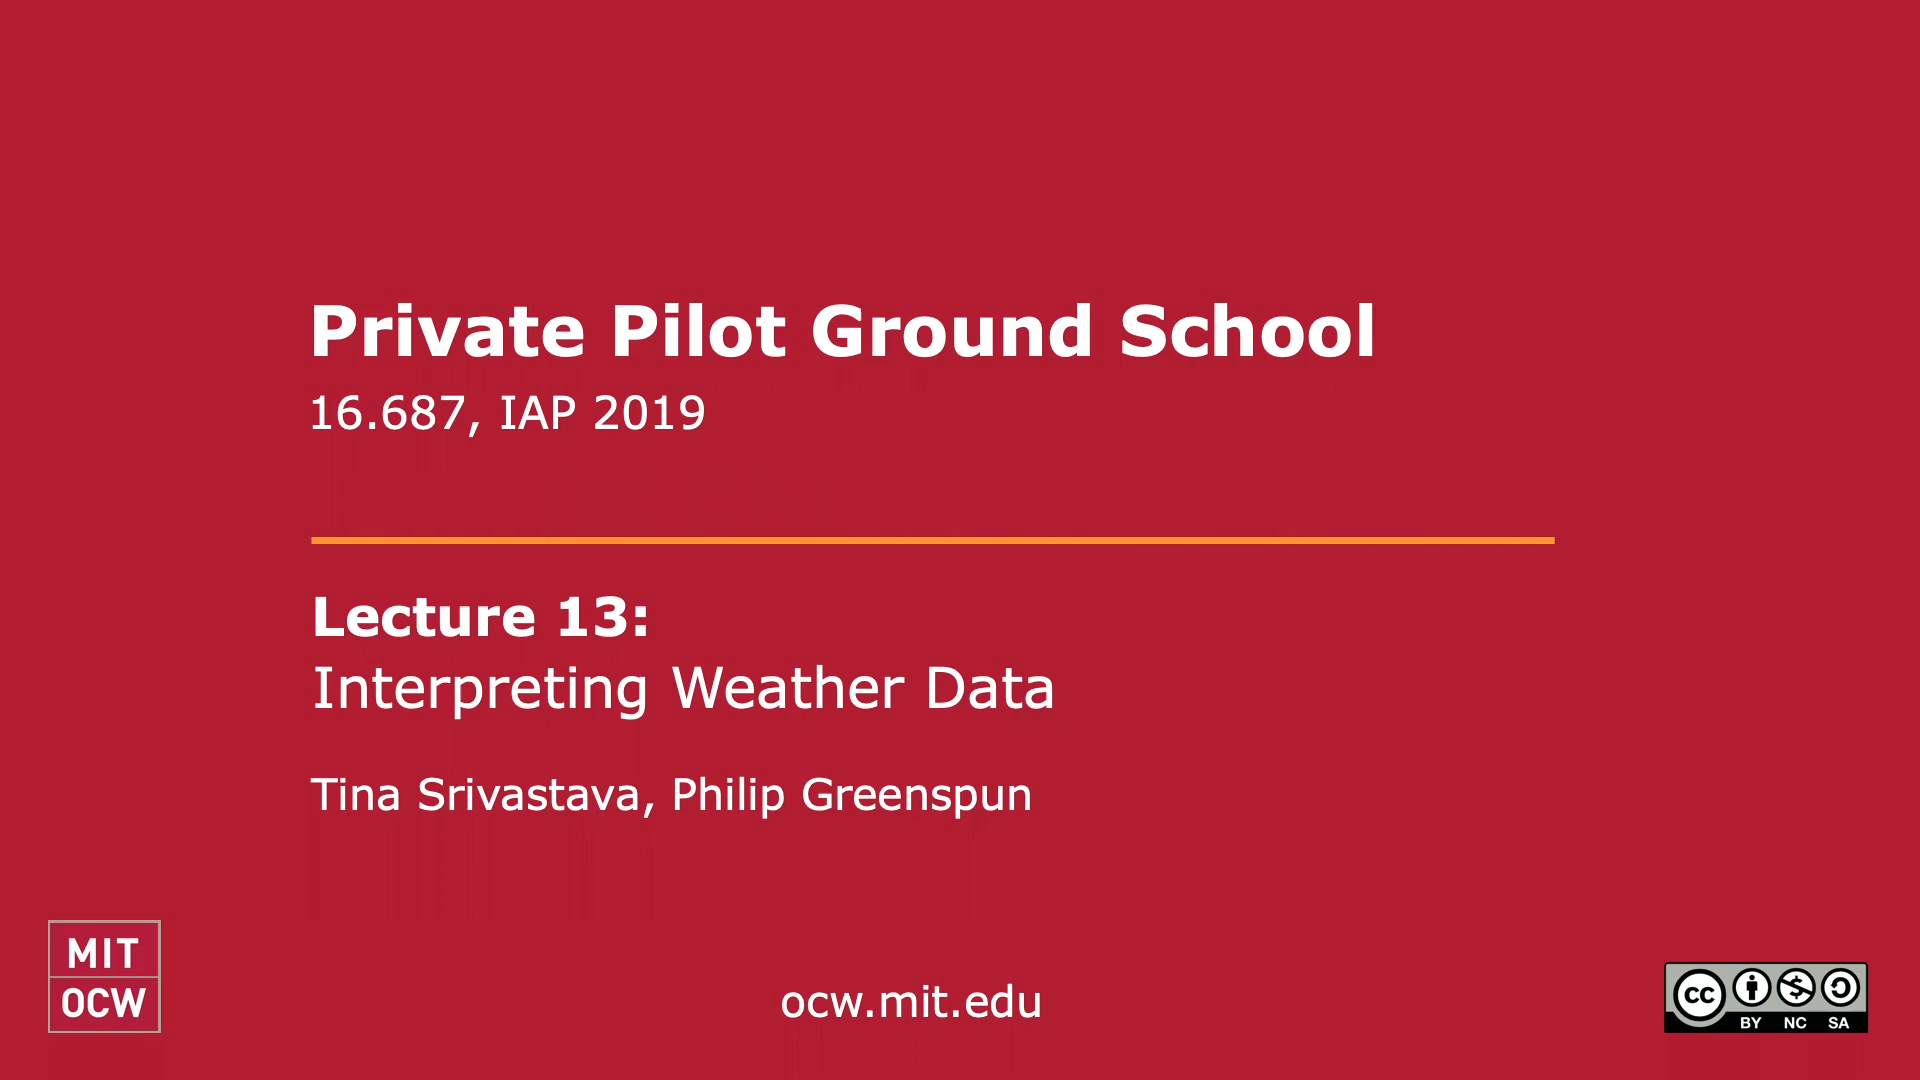 Private Pilot Ground School
16.687, IAP 2019
Lecture 13:
Interpreting Weather Data
Tina Srivastava, Philip Greenspun
MIT
OCW
ocw.mit.edu
cc
BY NC SA